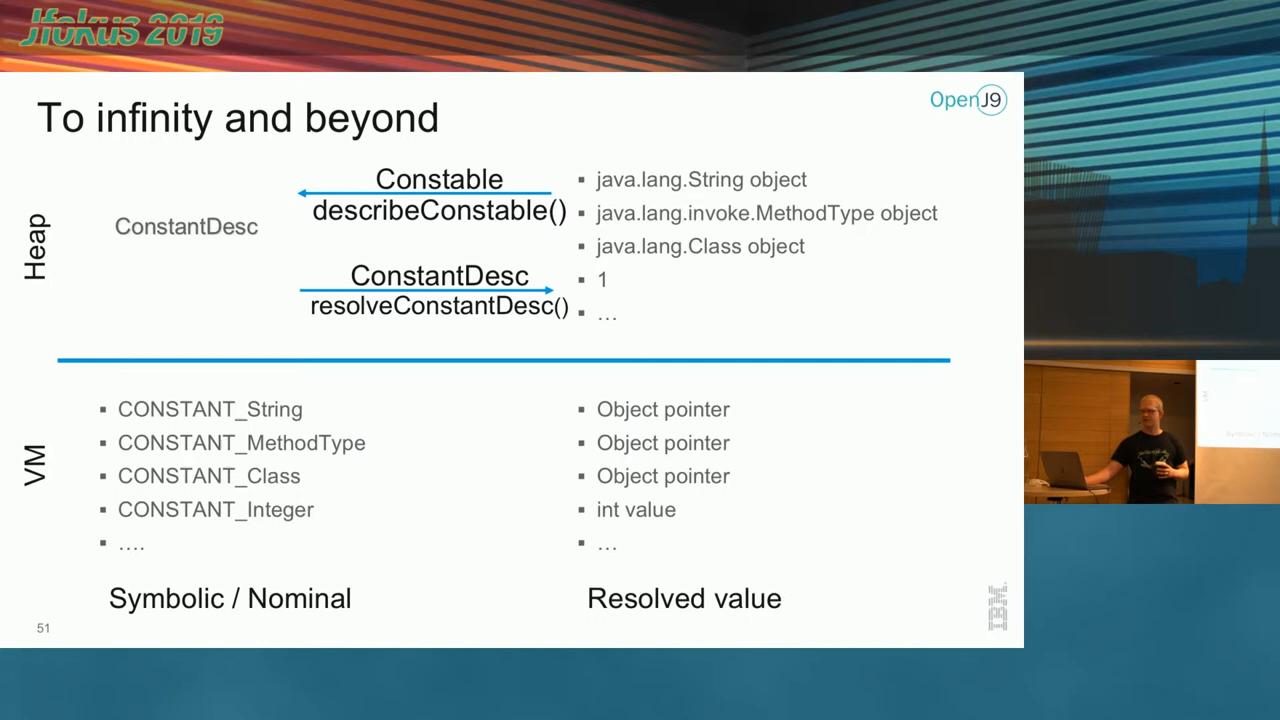 Jfokus 2019
To infinity and beyond
OpenJ9
Heap
ConstantDesc
Constable
describeConstable()
ConstantDesc
resolveConstantDesc()
▪ java.lang.String object
▪ java.lang.invoke.MethodType object
▪ java.lang.Class object
▪ 1
▪ …
VM
▪ CONSTANT_String
▪ CONSTANT_MethodType
▪ CONSTANT_Class
▪ CONSTANT_Integer
▪ ....
▪ Object pointer
▪ Object pointer
▪ Object pointer
▪ int value
▪ …
Symbolic / Nominal
Resolved value
51
IBM